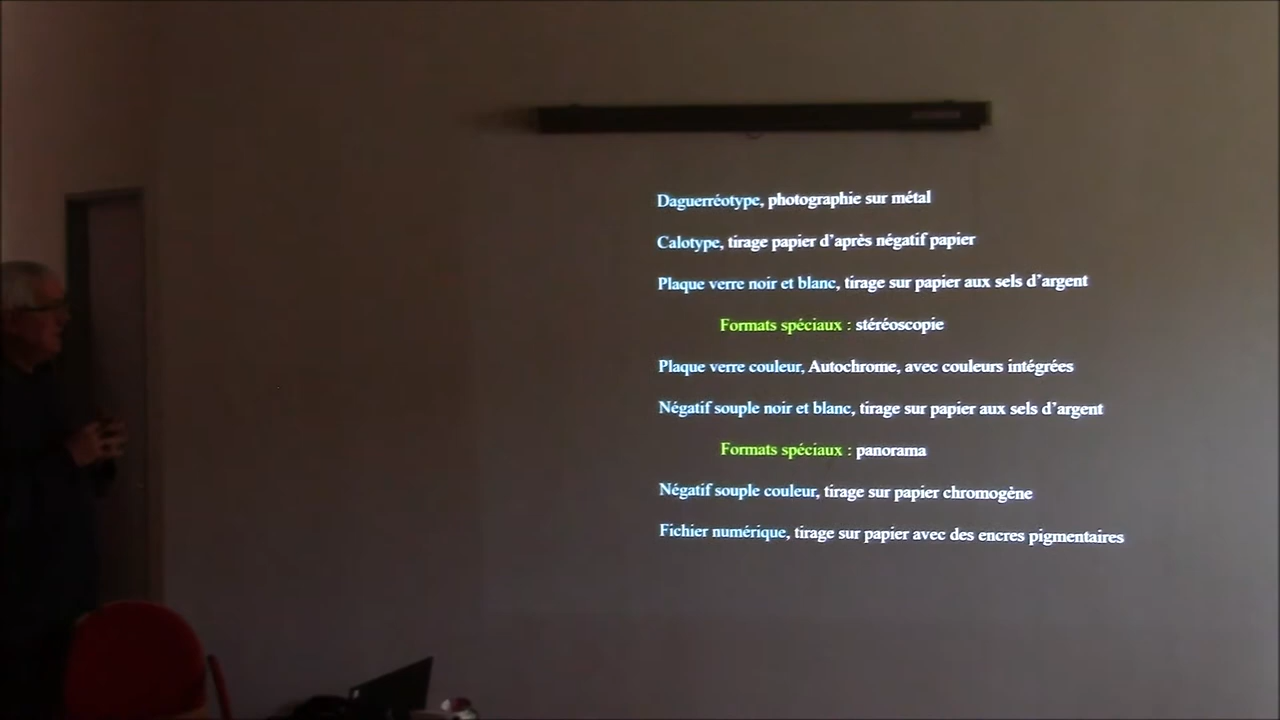 Daguerréotype, photographie sur métal
Calotype, tirage papier d’après négatif papier
Plaque verre noir et blanc, tirage sur papier aux sels d’argent
Formats spéciaux : stéréoscopie
Plaque verre couleur, Autochrome, avec couleurs intégrées
Négatif souple noir et blanc, tirage sur papier aux sels d’argent
Formats spéciaux : panorama
Négatif souple couleur, tirage sur papier chromogène
Fichier numérique, tirage sur papier avec des encres pigmentaires